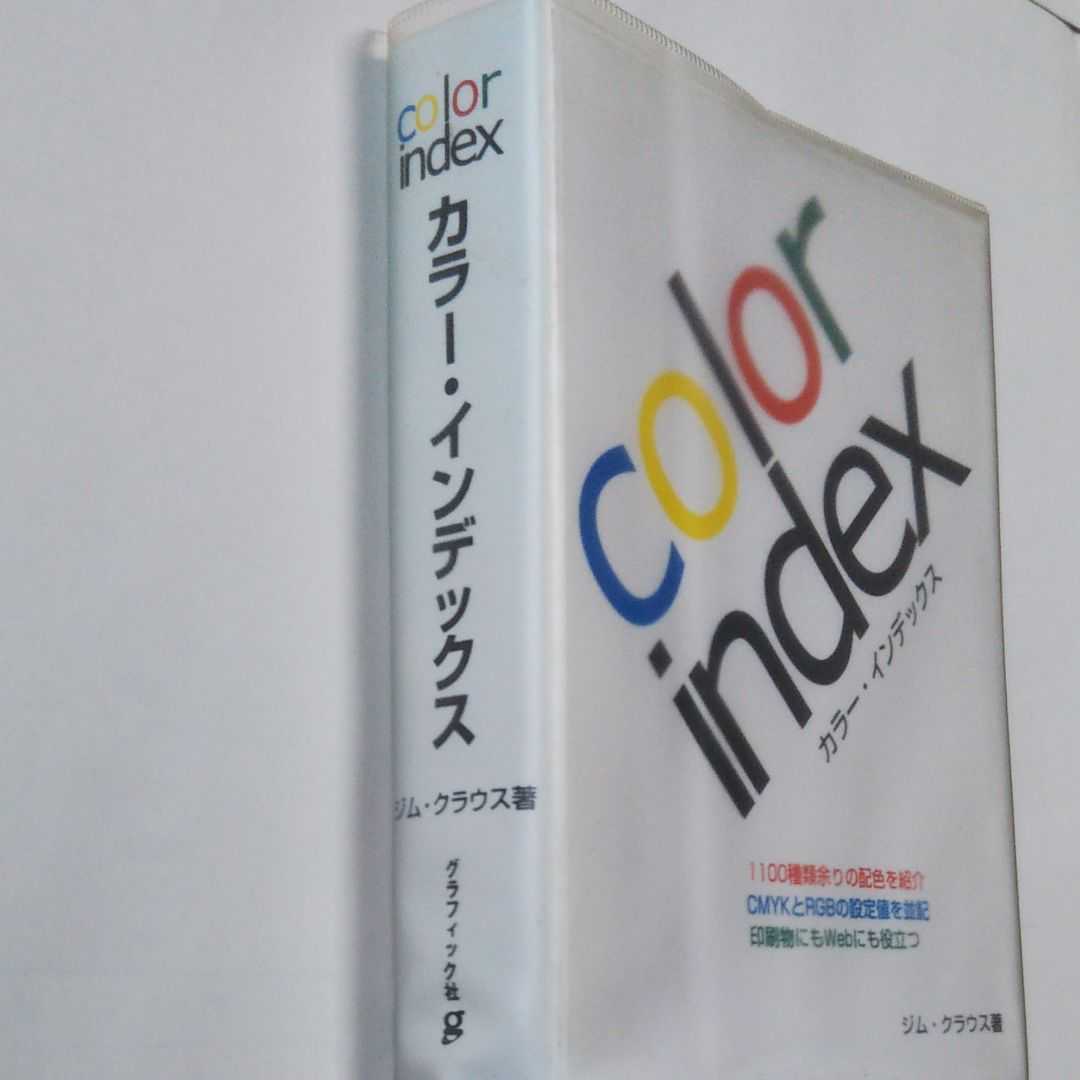 color
index
カラー・インデックス
ジム・クラウス著
グラフィック社
g
color
index
カラー・インデックス
1100種類余りの配色を紹介
CMYKとRGBの設定値を並記
印刷物にもWebにも役立つ
ジム・クラウス著